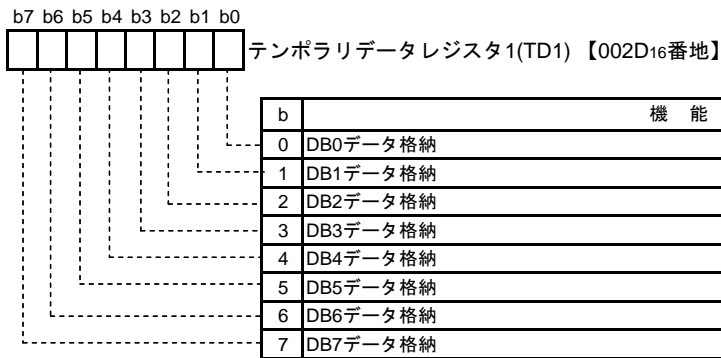 b7 b6 b5 b4 b3 b2 b1 b0
テンポラリデータレジスタ1(TD1) 【002D16番地】
b 機 能
0 DB0データ格納
1 DB1データ格納
2 DB2データ格納
3 DB3データ格納
4 DB4データ格納
5 DB5データ格納
6 DB6データ格納
7 DB7データ格納